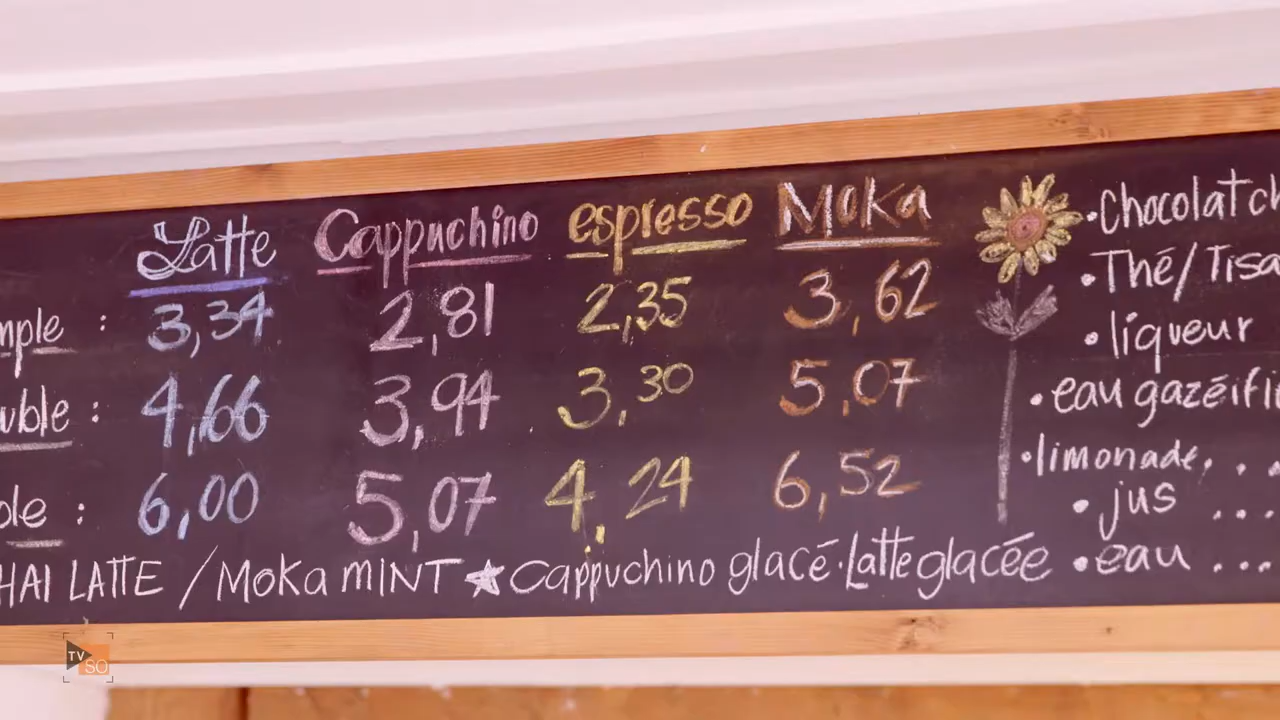 Latte Cappuchino espresso Moka
mple : 3,34 2,81 2,35 3,62
uble : 4,66 3,94 3,30 5,07
ple : 6,00 5,07 4,24 6,52
HAI LATTE / MOKA MINT ★ Cappuchino glacé · Latte glacée
• Chocolat ch
• Thé/Tisa
• liqueur
• eau gazéifi
• limonade. . .
• jus ....
• eau ....
TV SO